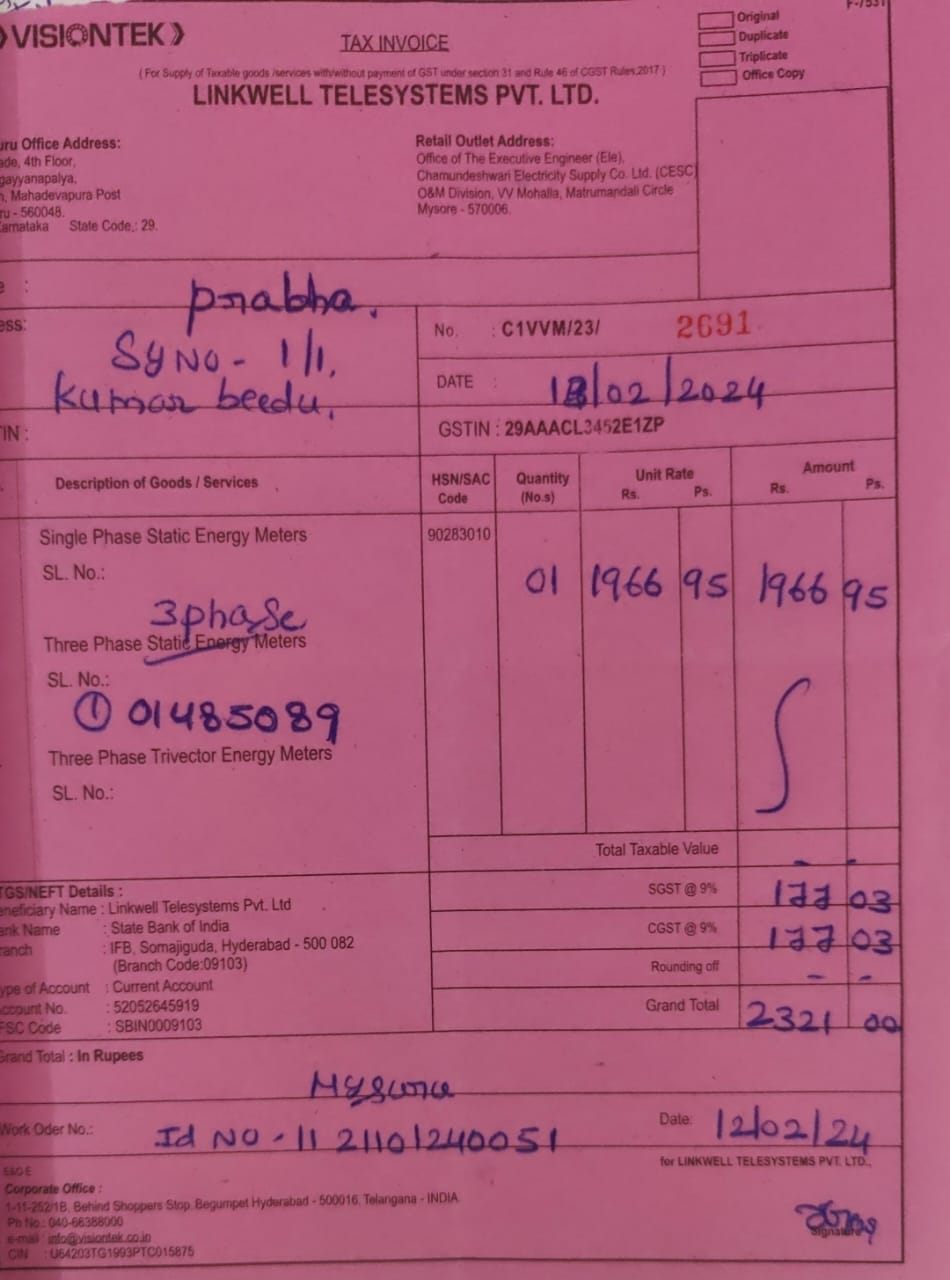 F-7531
VISIONTEK
TAX INVOICE
Original
Duplicate
Triplicate
Office Copy
( For Supply of Taxable goods /services with/without payment of GST under section 31 and Rule 46 of CGST Rules,2017 )
LINKWELL TELESYSTEMS PVT. LTD.
uru Office Address:
ade, 4th Floor,
gayyanapalya,
n, Mahadevapura Post
ru - 560048.
arnataka State Code.: 29.
Retail Outlet Address:
Office of The Executive Engineer (Ele),
Chamundeshwari Electricity Supply Co. Ltd. (CESC)
O&M Division, VV Mohalla, Matrumandali Circle
Mysore - 570006.
e : Prabha.
ess: Sy No - 1/1,
Kumar beedu,
TIN :
No. : C1VVM/23/ 2691
DATE : 12/02/2024
GSTIN : 29AAACL3452E1ZP
Description of Goods / Services
HSN/SAC Code
Quantity (No.s)
Unit Rate Rs. Ps.
Amount Rs. Ps.
Single Phase Static Energy Meters 90283010
SL. No.: 01 1966 95 1966 95
3phase
Three Phase Static Energy Meters
SL. No.:
① 01485089
Three Phase Trivector Energy Meters
SL. No.:
Total Taxable Value - -
SGST @ 9% 177 03
CGST @ 9% 177 03
Rounding off - -
Grand Total 2321 00
TGS/NEFT Details :
eneficiary Name : Linkwell Telesystems Pvt. Ltd
ank Name : State Bank of India
ranch : IFB, Somajiguda, Hyderabad - 500 082
(Branch Code:09103)
ype of Account : Current Account
ccount No. : 52052645919
FSC Code : SBIN0009103
Grand Total : In Rupees
Mysore
Work Oder No.: Id NO - 11 21101240051
Date: 12/02/24
for LINKWELL TELESYSTEMS PVT. LTD.,
E&O E
Corporate Office :
1-11-252/1B, Behind Shoppers Stop, Begumpet Hyderabad - 500016, Telangana - INDIA.
Ph No.: 040-66388000
e-mail : info@visiontek.co.in
CIN : U64203TG1993PTC015875
Signature